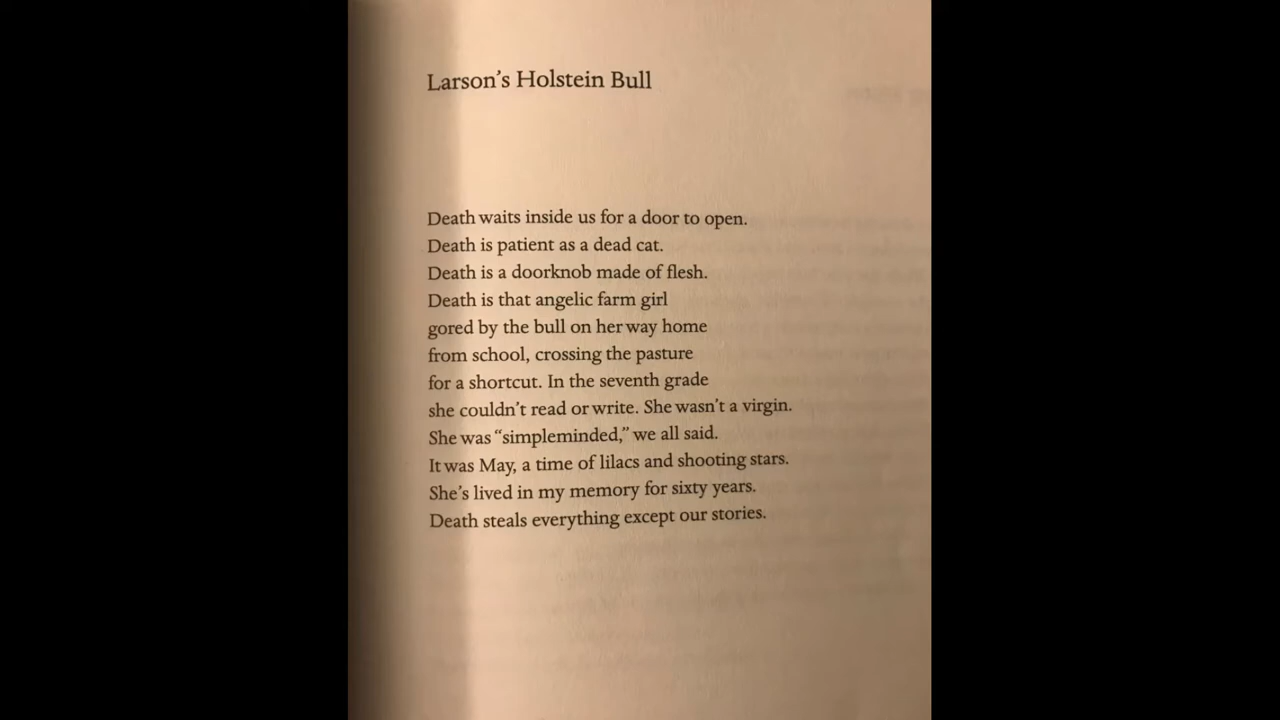 Larson's Holstein Bull
Death waits inside us for a door to open.
Death is patient as a dead cat.
Death is a doorknob made of flesh.
Death is that angelic farm girl
gored by the bull on her way home
from school, crossing the pasture
for a shortcut. In the seventh grade
she couldn't read or write. She wasn't a virgin.
She was “simpleminded,” we all said.
It was May, a time of lilacs and shooting stars.
She's lived in my memory for sixty years.
Death steals everything except our stories.